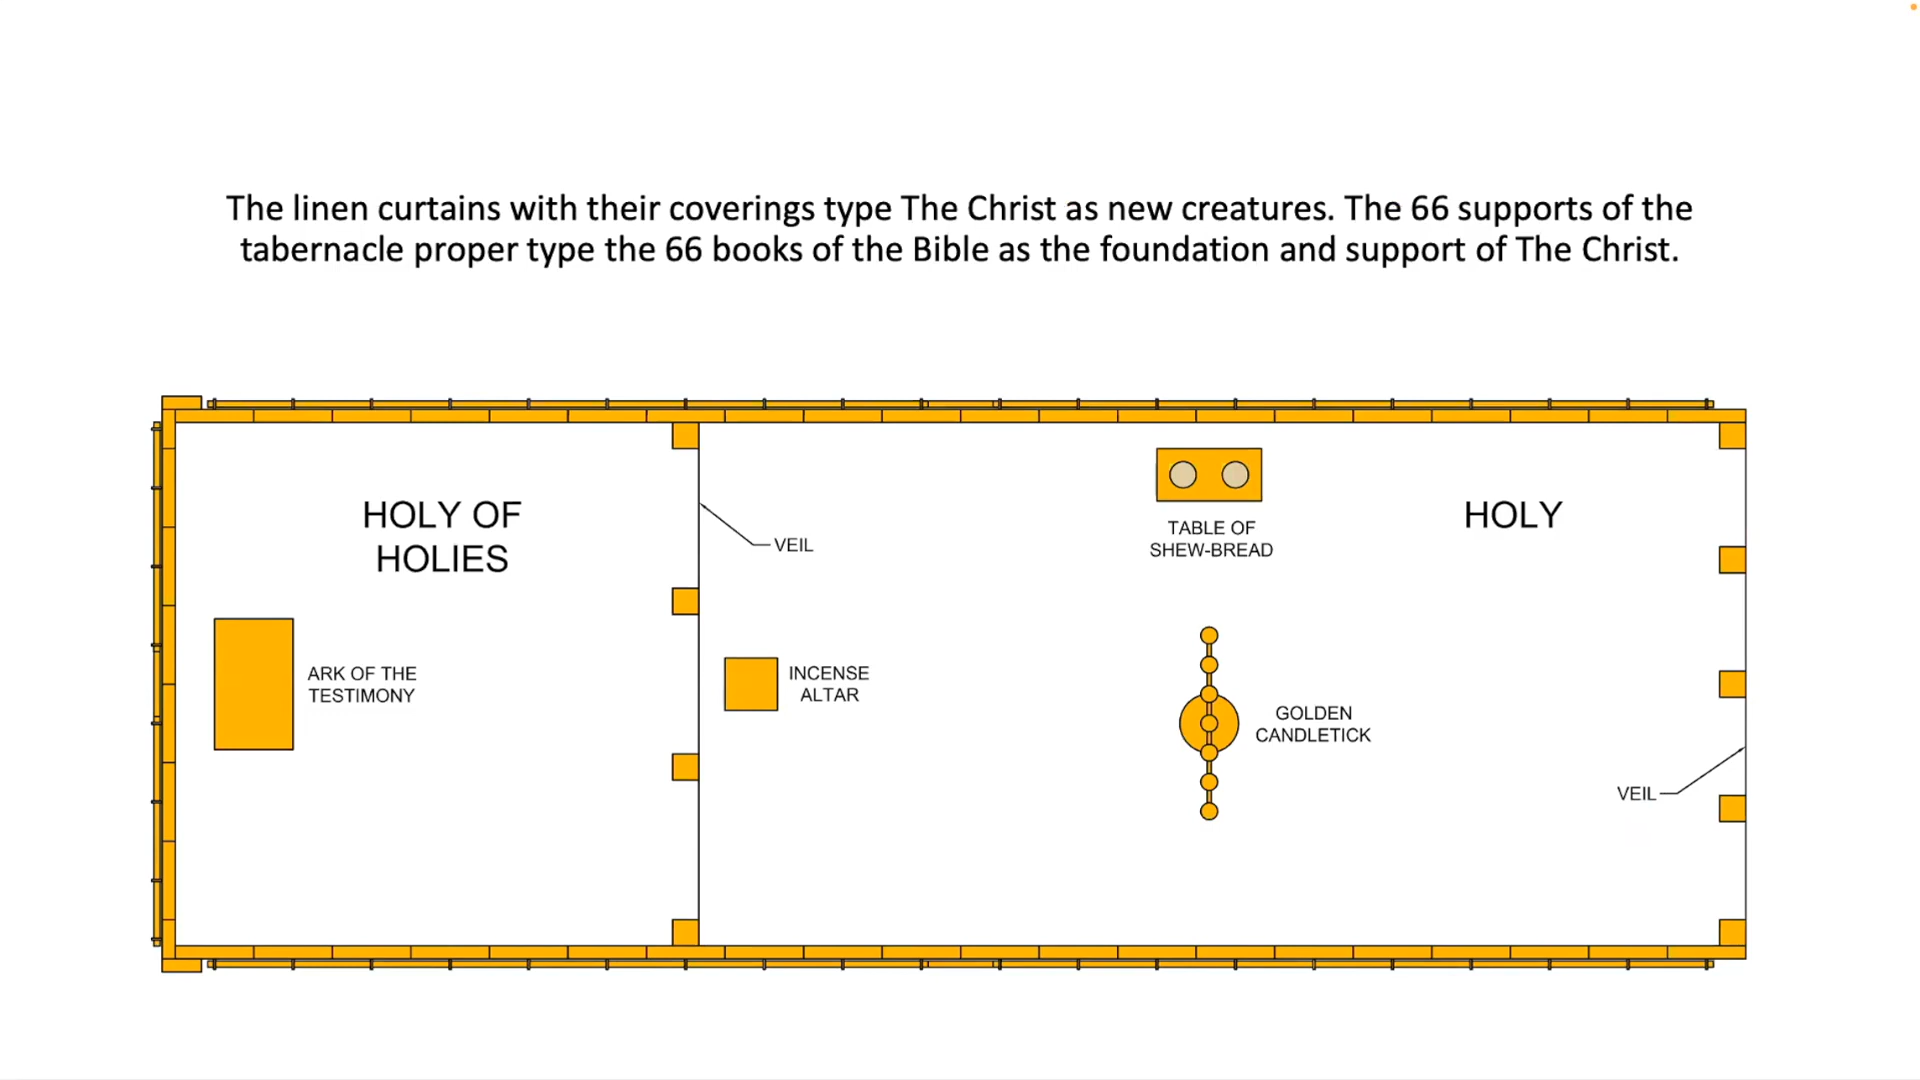 The linen curtains with their coverings type The Christ as new creatures. The 66 supports of the
tabernacle proper type the 66 books of the Bible as the foundation and support of The Christ.
HOLY OF
HOLIES
VEIL
TABLE OF
SHEW-BREAD
HOLY
ARK OF THE
TESTIMONY
INCENSE
ALTAR
GOLDEN
CANDLETICK
VEIL